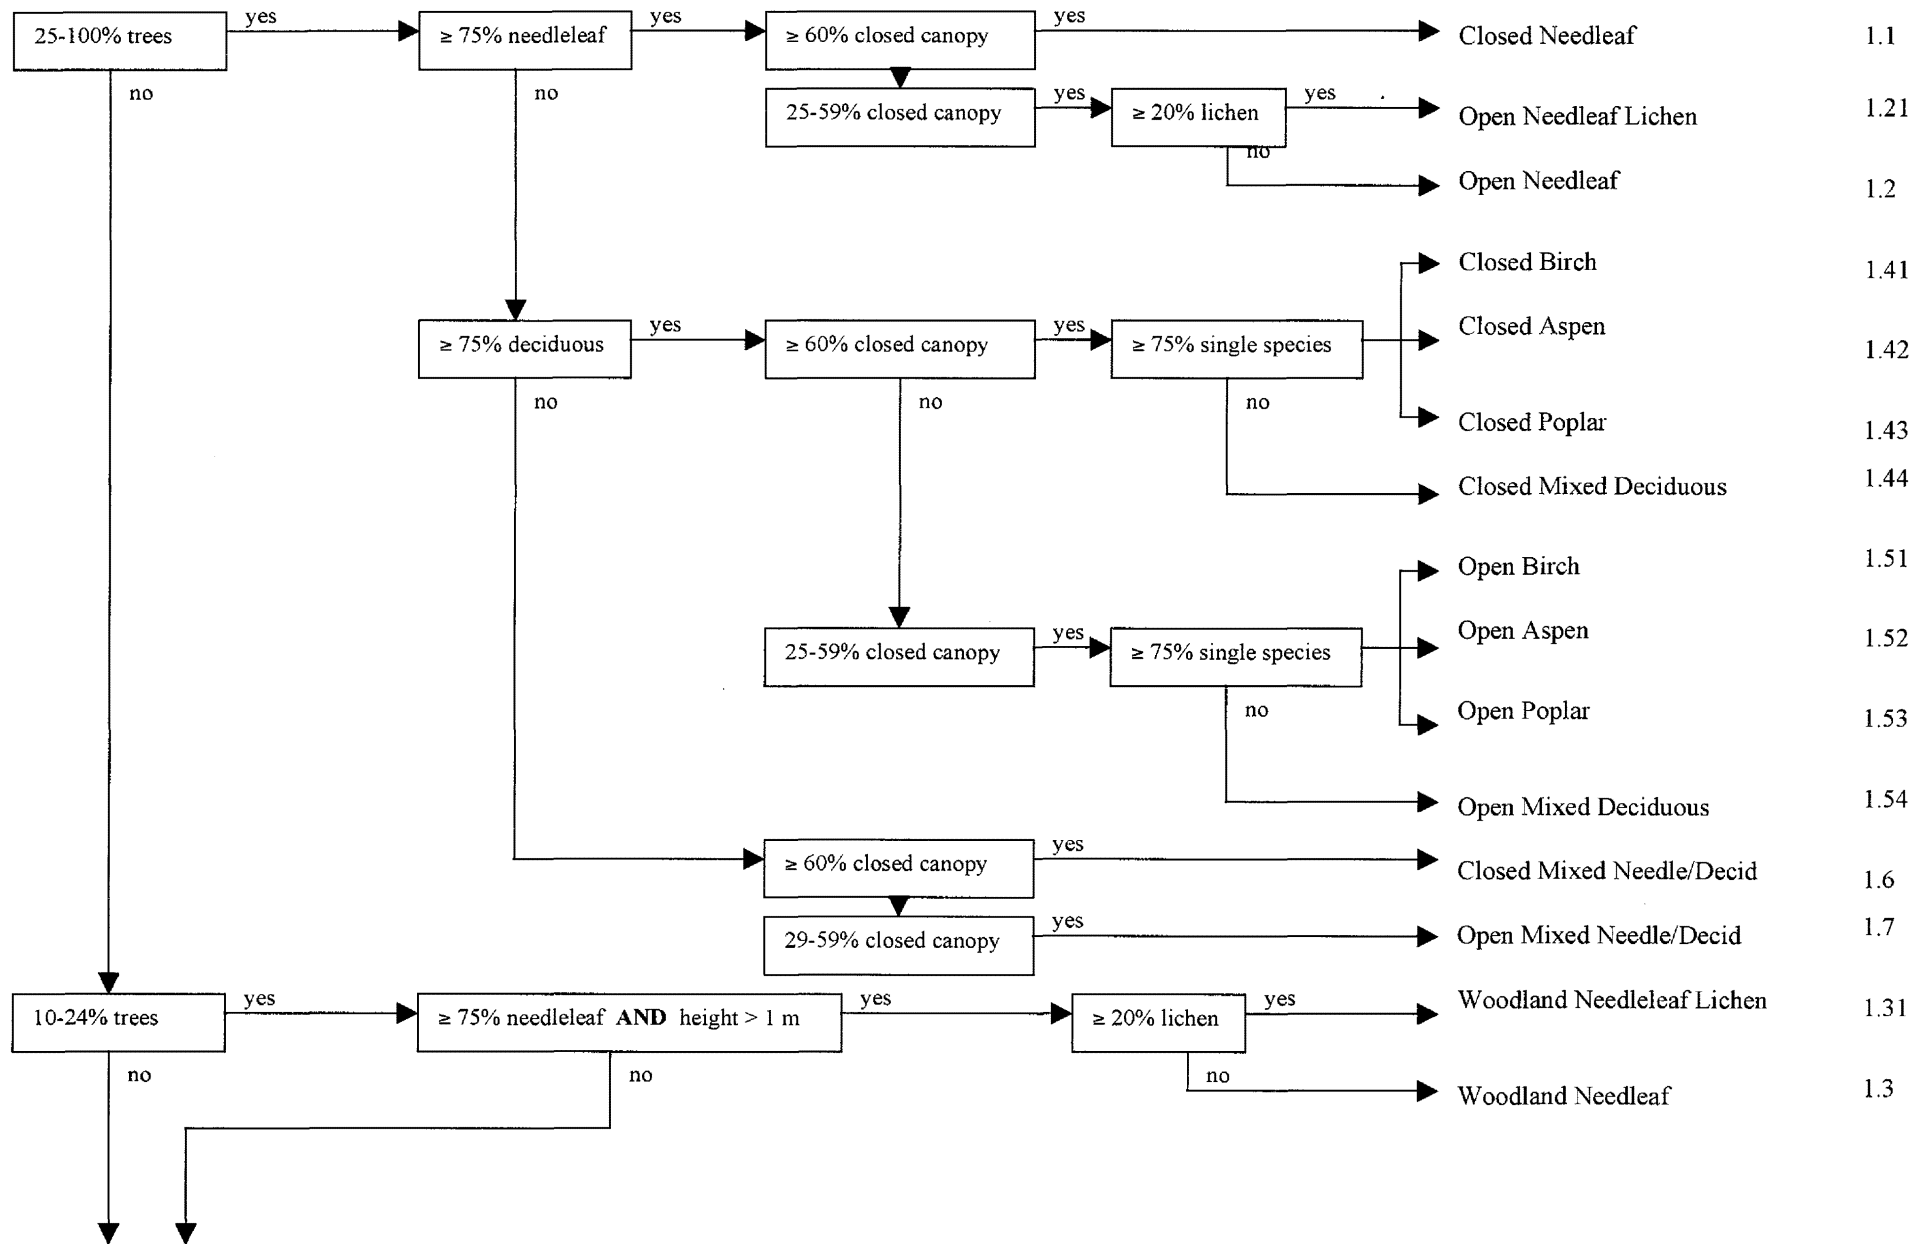 25-100% trees yes ≥ 75% needleleaf yes ≥ 60% closed canopy yes Closed Needleaf 1.1
no no
25-59% closed canopy yes ≥ 20% lichen yes Open Needleaf Lichen 1.21
no
Open Needleaf 1.2
Closed Birch 1.41
≥ 75% deciduous yes ≥ 60% closed canopy yes ≥ 75% single species Closed Aspen 1.42
no no no
Closed Poplar 1.43
Closed Mixed Deciduous 1.44
Open Birch 1.51
25-59% closed canopy yes ≥ 75% single species Open Aspen 1.52
no
Open Poplar 1.53
Open Mixed Deciduous 1.54
≥ 60% closed canopy yes Closed Mixed Needle/Decid 1.6
29-59% closed canopy yes Open Mixed Needle/Decid 1.7
10-24% trees yes ≥ 75% needleleaf AND height > 1 m yes ≥ 20% lichen yes Woodland Needleleaf Lichen 1.31
no no no
Woodland Needleaf 1.3